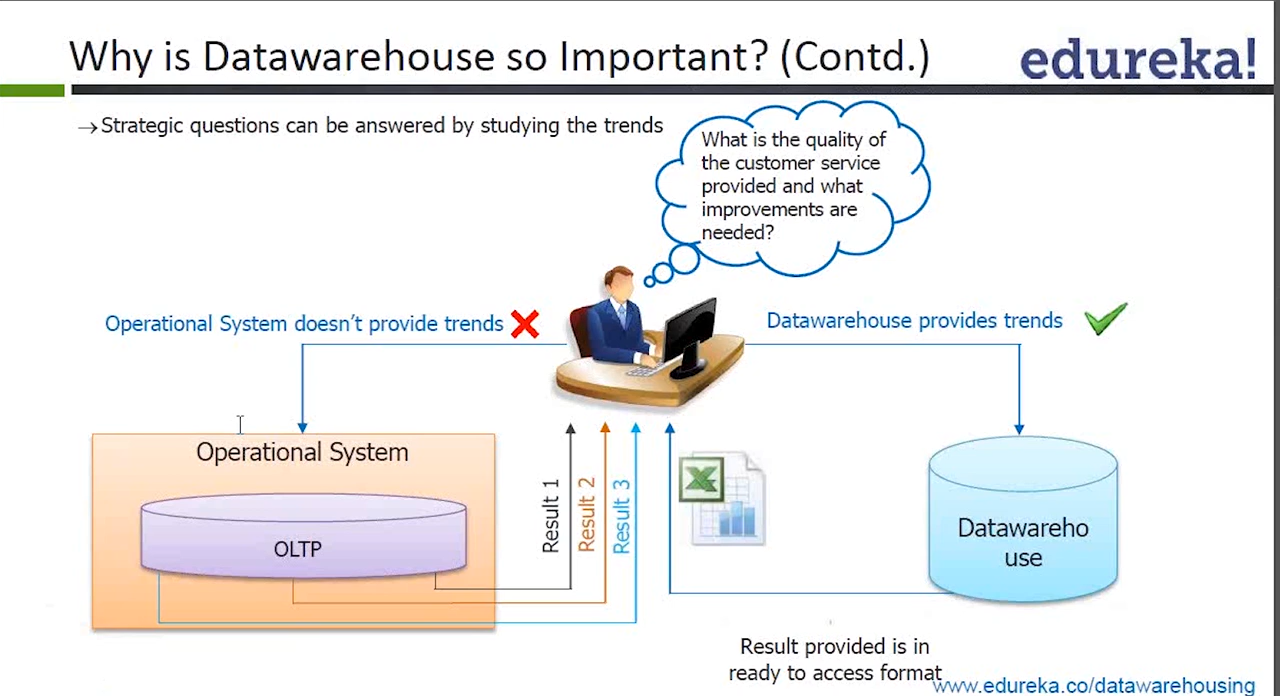 Why is Datawarehouse so Important? (Contd.)
edureka!
→Strategic questions can be answered by studying the trends
What is the quality of
the customer service
provided and what
improvements are
needed?
Operational System doesn't provide trends
Datawarehouse provides trends
Operational System
OLTP
Result 1
Result 2
Result 3
Datawareho
use
Result provided is in
ready to access format
www.edureka.co/datawarehousing